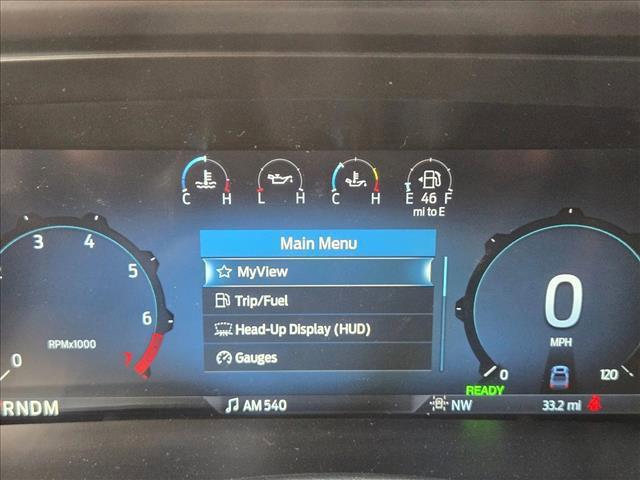 C H L H C H E 46 F
mi to E
Main Menu
MyView
Trip/Fuel
Head-Up Display (HUD)
Gauges
3 4 5 6 7 0
RPMx1000
0
MPH
0 120
READY
RNDM AM 540 NW 33.2 mi